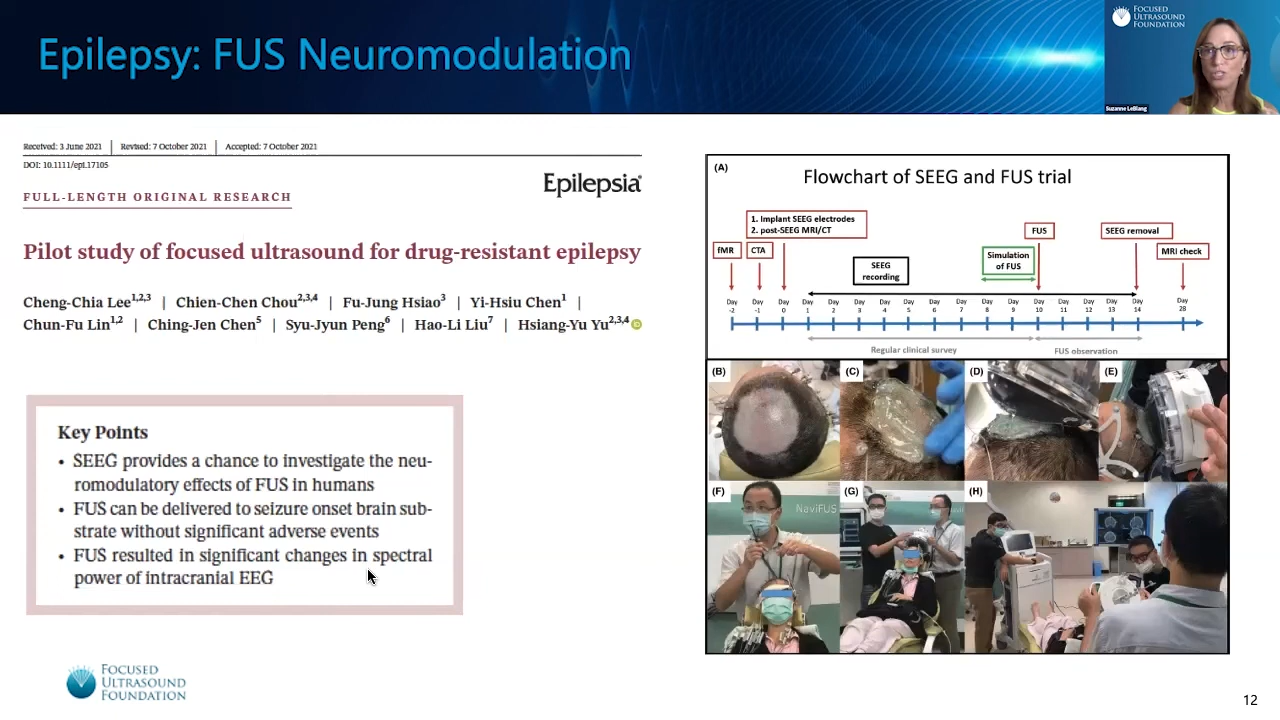 Epilepsy: FUS Neuromodulation
FOCUSED
ULTRASOUND
FOUNDATION
Suzanne LeBlang
Received: 3 June 2021 | Revised: 7 October 2021 | Accepted: 7 October 2021
DOI: 10.1111/epi.17105
FULL-LENGTH ORIGINAL RESEARCH
Epilepsia
Pilot study of focused ultrasound for drug-resistant epilepsy
Cheng-Chia Lee1,2,3 | Chien-Chen Chou2,3,4 | Fu-Jung Hsiao3 | Yi-Hsiu Chen1 |
Chun-Fu Lin1,2 | Ching-Jen Chen5 | Syu-Jyun Peng6 | Hao-Li Liu7 | Hsiang-Yu Yu2,3,4
Key Points
• SEEG provides a chance to investigate the neu-
romodulatory effects of FUS in humans
• FUS can be delivered to seizure onset brain sub-
strate without significant adverse events
• FUS resulted in significant changes in spectral
power of intracranial EEG
(A)
Flowchart of SEEG and FUS trial
1. Implant SEEG electrodes
2. post-SEEG MRI/CT
fMR
CTA
SEEG
recording
Simulation
of FUS
FUS
SEEG removal
MRI check
Day Day Day Day Day Day Day Day Day Day Day Day Day Day Day Day Day Day
-2 -1 0 1 2 3 4 5 6 7 8 9 10 11 12 13 14 28
Regular clinical survey
FUS observation
(B)
(C)
(D)
(E)
(F)
(G)
(H)
NaviFUS
FOCUSED
ULTRASOUND
FOUNDATION
12